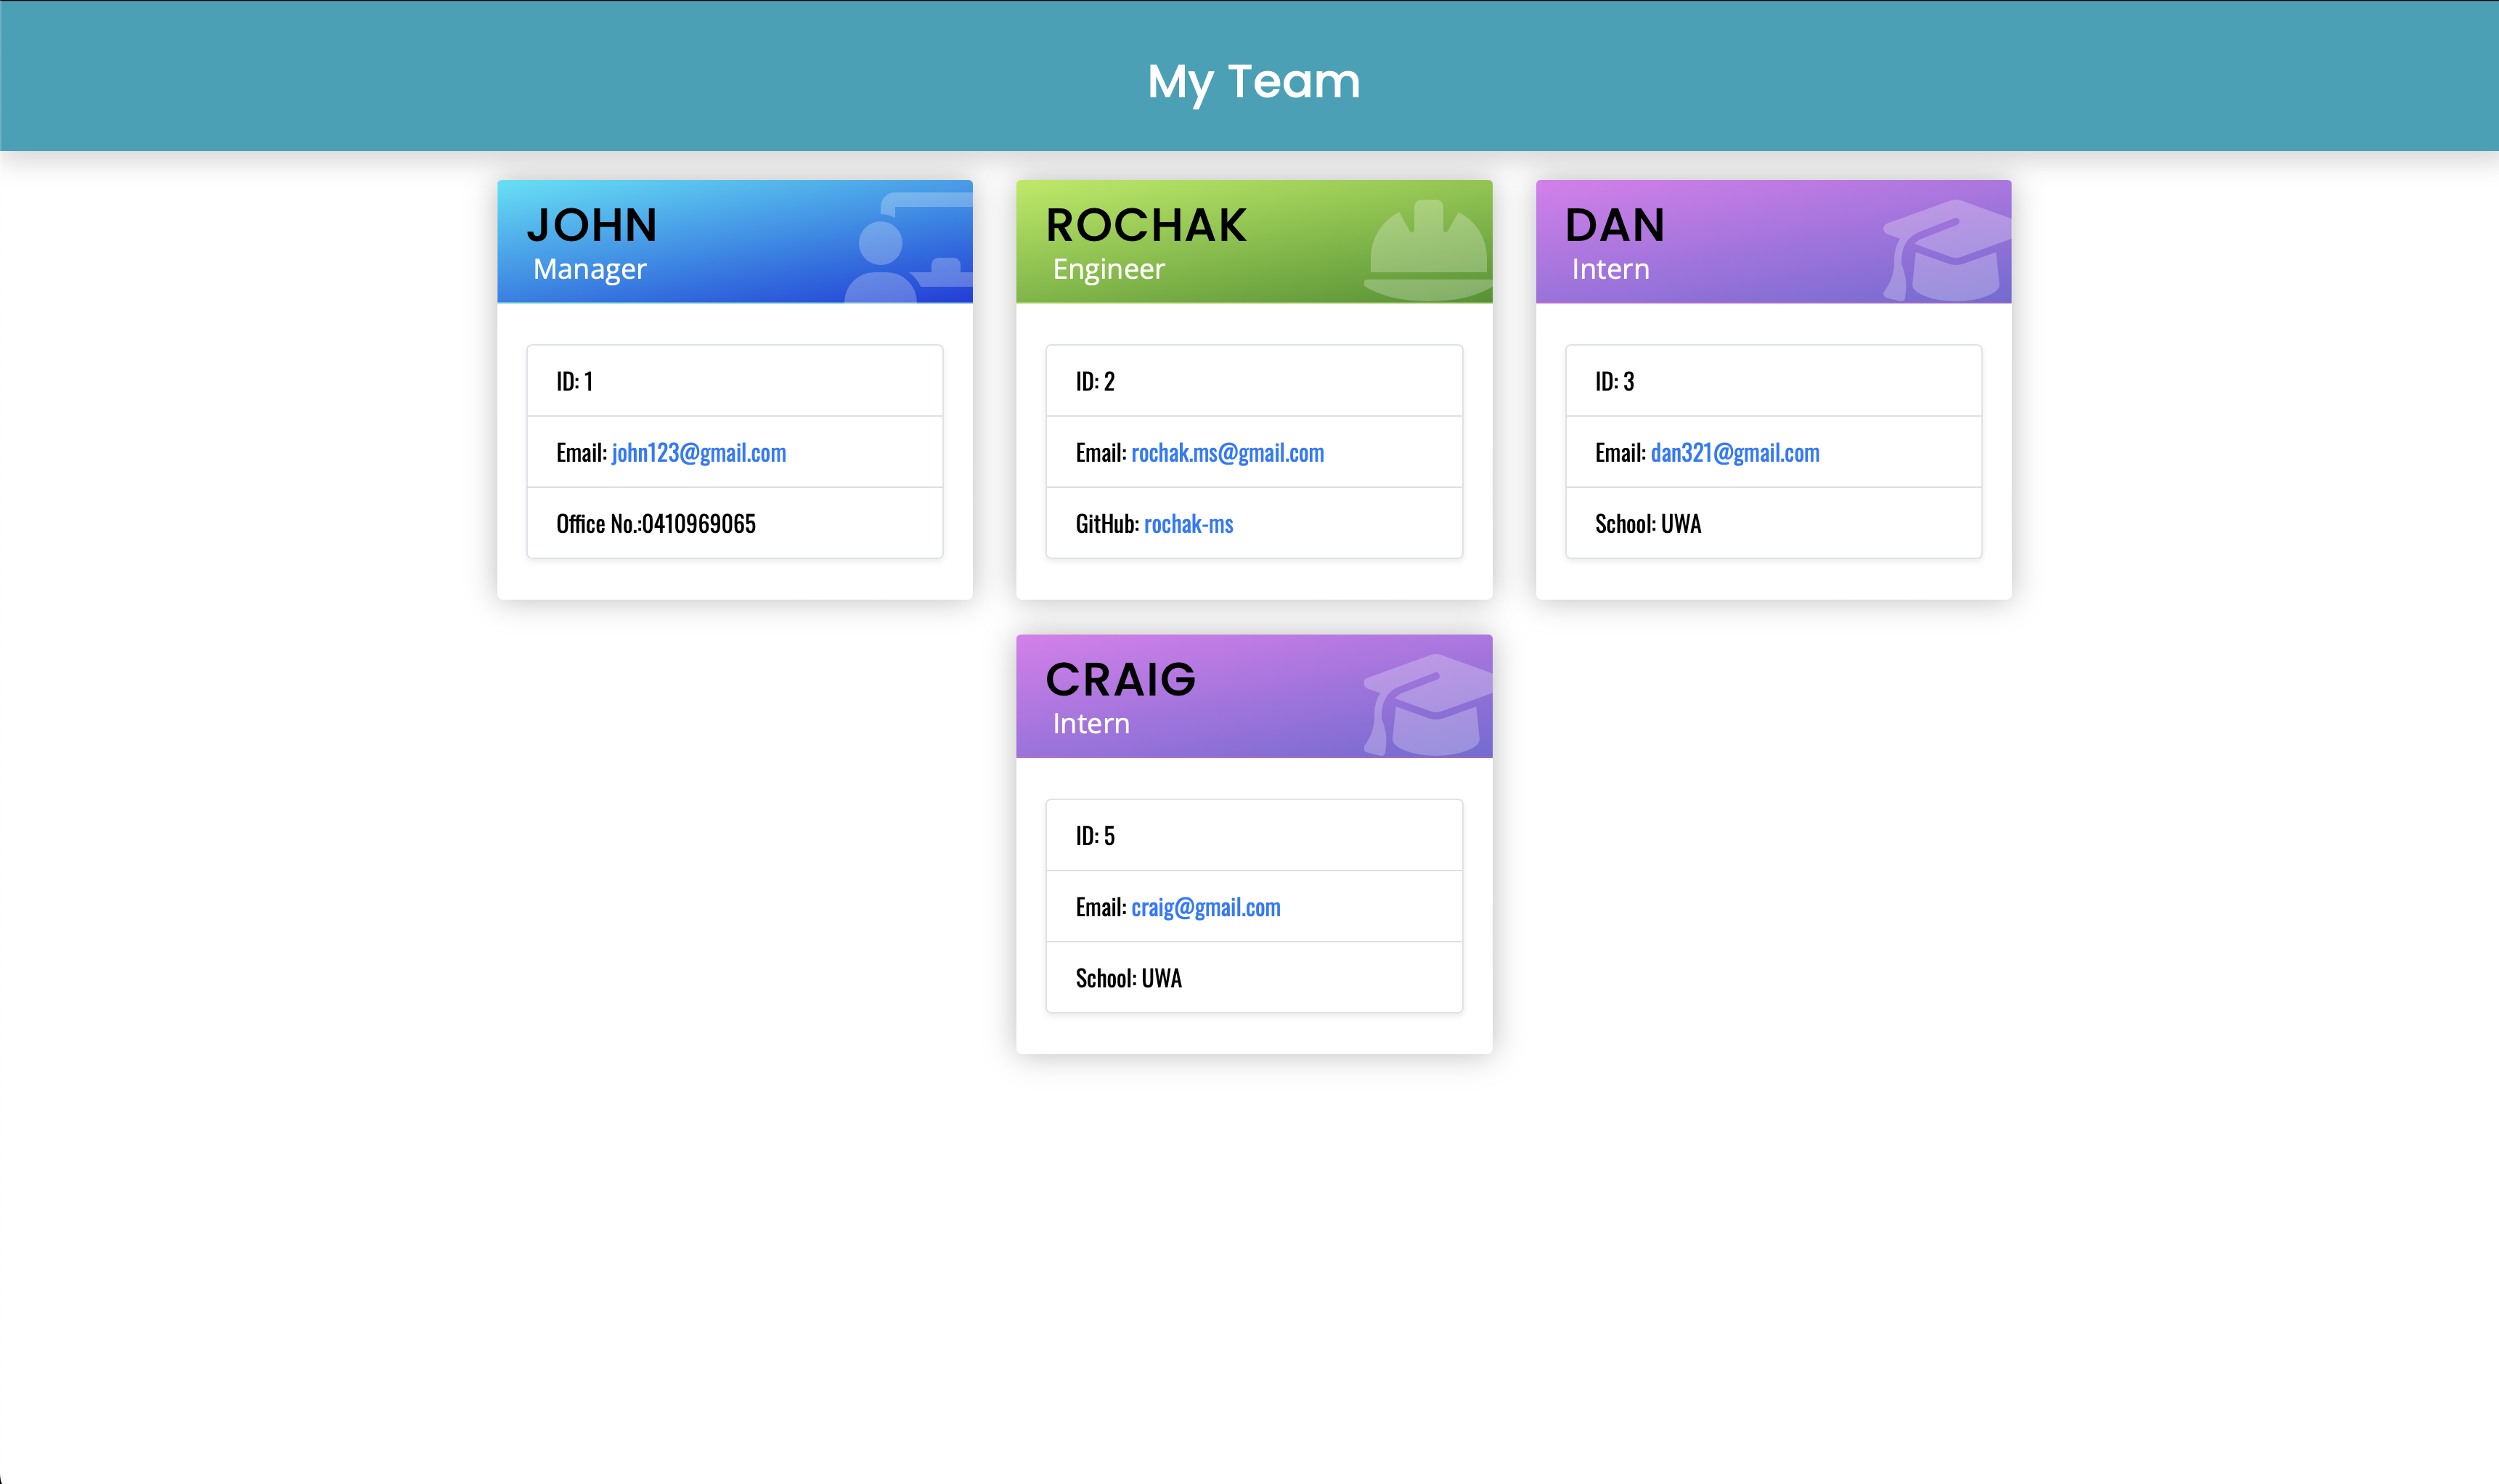 My Team
JOHN
Manager
ID: 1
Email: john123@gmail.com
Office No.:0410969065
ROCHAK
Engineer
ID: 2
Email: rochak.ms@gmail.com
GitHub: rochak-ms
DAN
Intern
ID: 3
Email: dan321@gmail.com
School: UWA
CRAIG
Intern
ID: 5
Email: craig@gmail.com
School: UWA